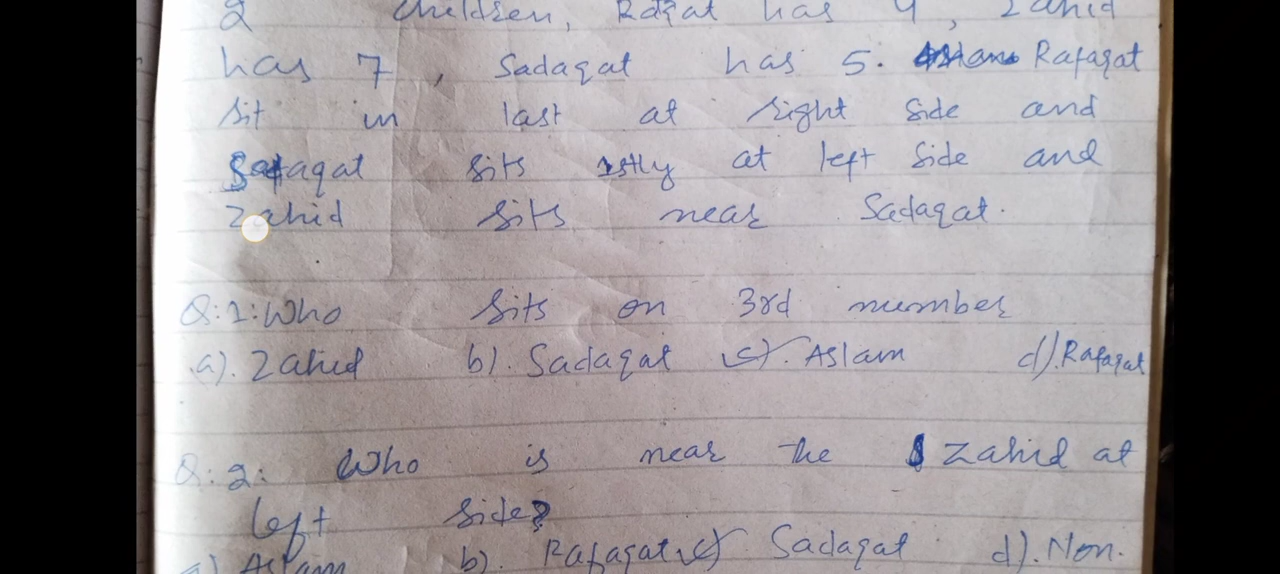 2 children, Rafat has 4, Zahid
has 7, Sadaqat has 5. Rafaqat
sit in last at right side and
Sadaqat sits 1stly at left side and
Zahid sits near Sadaqat.
Q:1: Who sits on 3rd number
a). Zahid b). Sadaqat c). Aslam d). Rafaqat
Q:2: Who is near the Zahid at
left side?
a) Aslam b). Rafaqat c) Sadaqat d). Non.